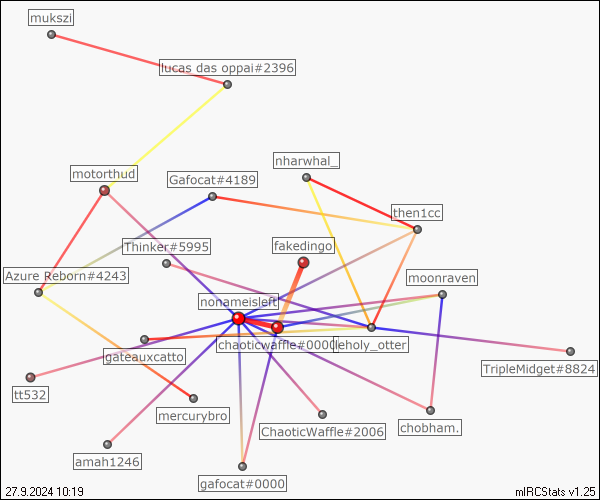 mukszi
lucas das oppai#2396
nharwhal_
motorthud
Gafocat#4189
then1cc
Thinker#5995
fakedingo
Azure Reborn#4243
moonraven
nonameisleft
chaoticwaffle#0000
leholy_otter
gateauxcatto
TripleMidget#8824
tt532
mercurybro
ChaoticWaffle#2006
chobham.
amah1246
gafocat#0000
27.9.2024 10:19
mIRCStats v1.25